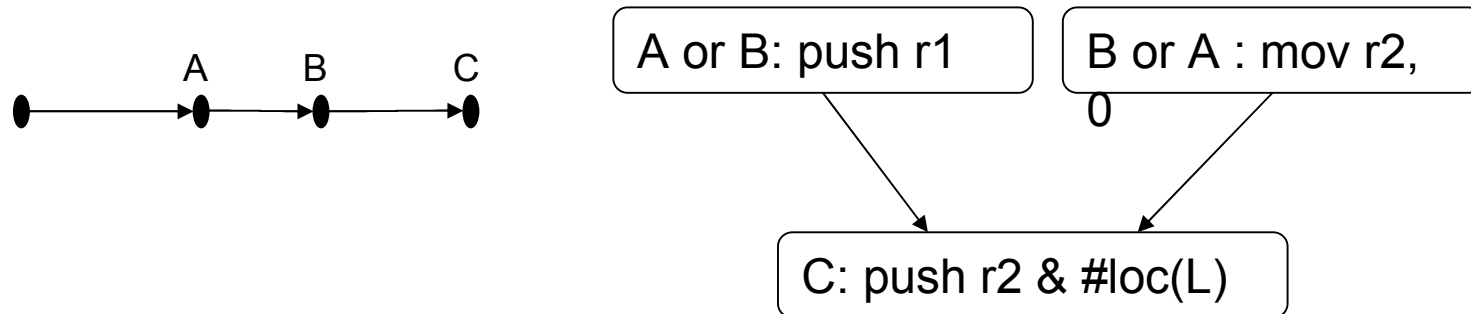 A B C
A or B: push r1
B or A : mov r2,
0
C: push r2 & #loc(L)